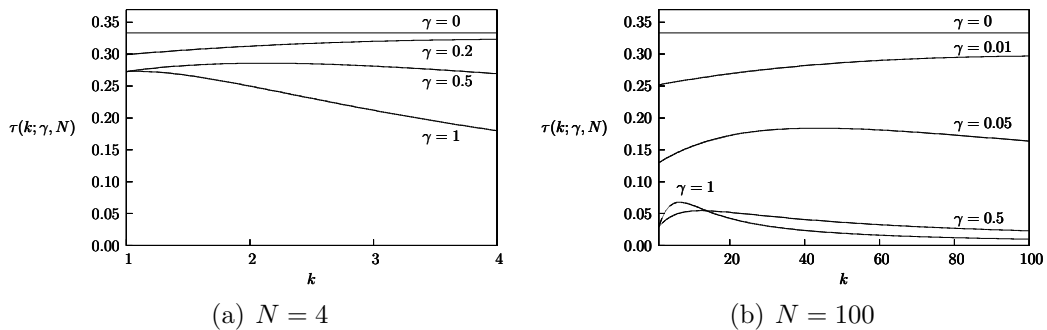 0.35
γ = 0
0.30
γ = 0.2
0.25
γ = 0.5
0.20
τ(k; γ, N)
0.15
γ = 1
0.10
0.05
0.00
1 2 3 4
k
(a) N = 4
0.35
γ = 0
0.30
γ = 0.01
0.25
0.20
τ(k; γ, N)
γ = 0.05
0.15
0.10
γ = 1
0.05
γ = 0.5
0.00
20 40 60 80 100
k
(b) N = 100